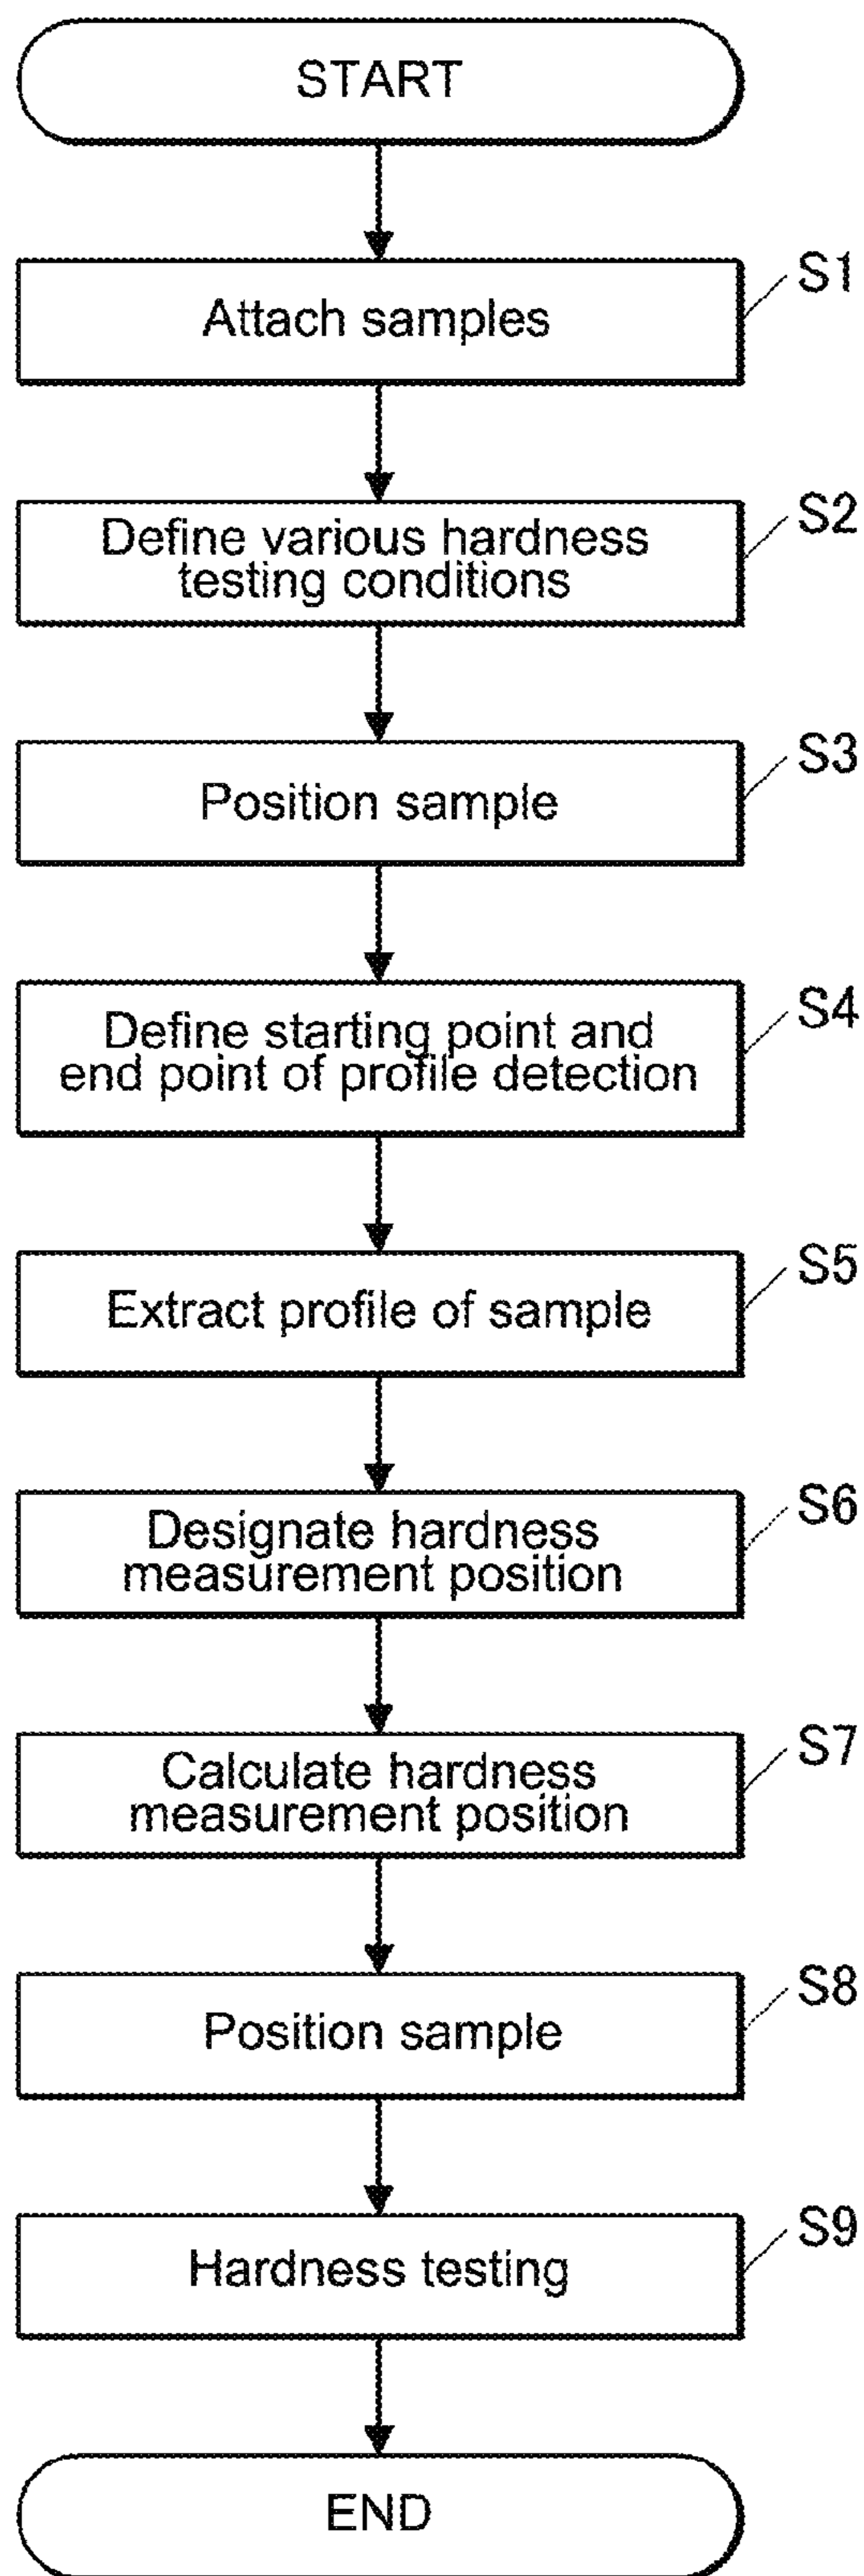 START
S1
Attach samples
S2
Define various hardness
testing conditions
S3
Position sample
S4
Define starting point and
end point of profile detection
S5
Extract profile of sample
S6
Designate hardness
measurement position
S7
Calculate hardness
measurement position
S8
Position sample
S9
Hardness testing
END